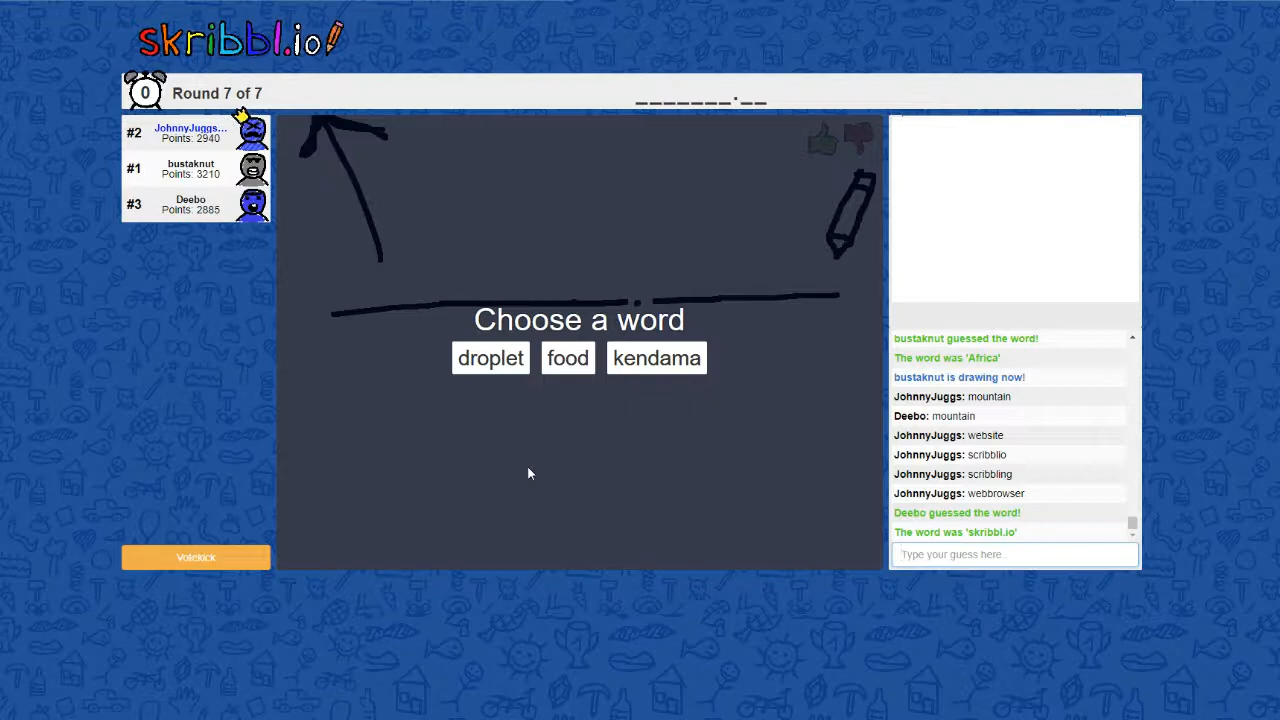 skribbl.io
0
Round 7 of 7
_______.__
#2
JohnnyJuggs...
Points: 2940
#1
bustaknut
Points: 3210
#3
Deebo
Points: 2885
Choose a word
droplet
food
kendama
bustaknut guessed the word!
The word was 'Africa'
bustaknut is drawing now!
JohnnyJuggs: mountain
Deebo: mountain
JohnnyJuggs: website
JohnnyJuggs: scribblio
JohnnyJuggs: scribbling
JohnnyJuggs: webbrowser
Deebo guessed the word!
The word was 'skribbl.io'
Votekick
Type your guess here...